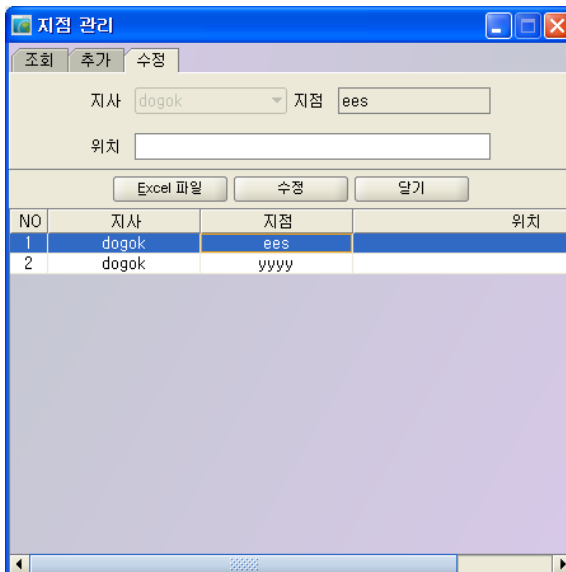 지점 관리
조회 추가 수정
지사 dogok 지점 ees
위치
Excel 파일 수정 닫기
NO 지사 지점 위치
1 dogok ees
2 dogok yyyy